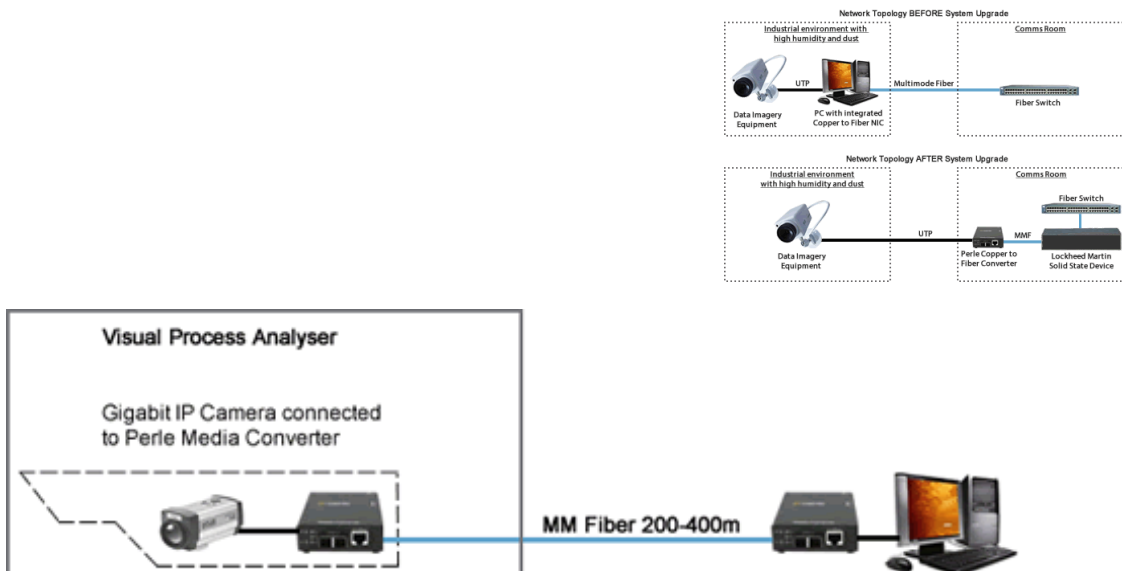 Network Topology BEFORE System Upgrade
Industrial environment with
high humidity and dust
Comms Room
UTP
Multimode Fiber
Data Imagery
Equipment
PC with integrated
Copper to Fiber NIC
Fiber Switch
Network Topology AFTER System Upgrade
Industrial environment
with high humidity and dust
Comms Room
Fiber Switch
UTP
MMF
Data Imagery
Equipment
Perle Copper to
Fiber Converter
Lockheed Martin
Solid State Device
Visual Process Analyser
Gigabit IP Camera connected
to Perle Media Converter
MM Fiber 200-400m